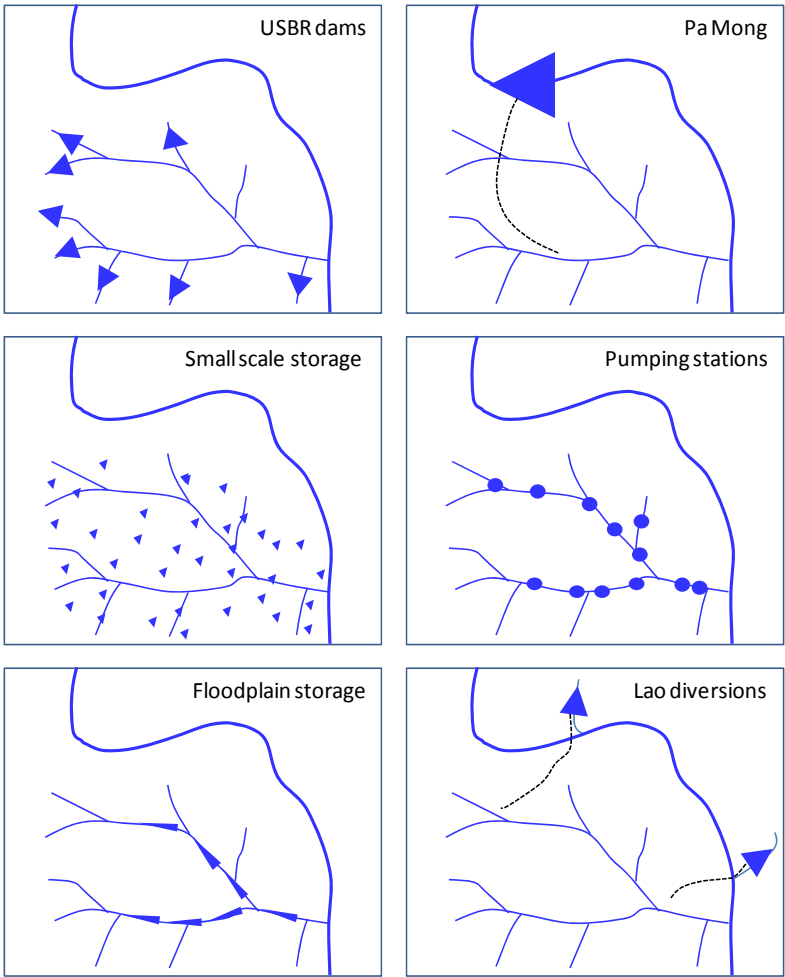 USBR dams
Pa Mong
Small scale storage
Pumping stations
Floodplain storage
Lao diversions